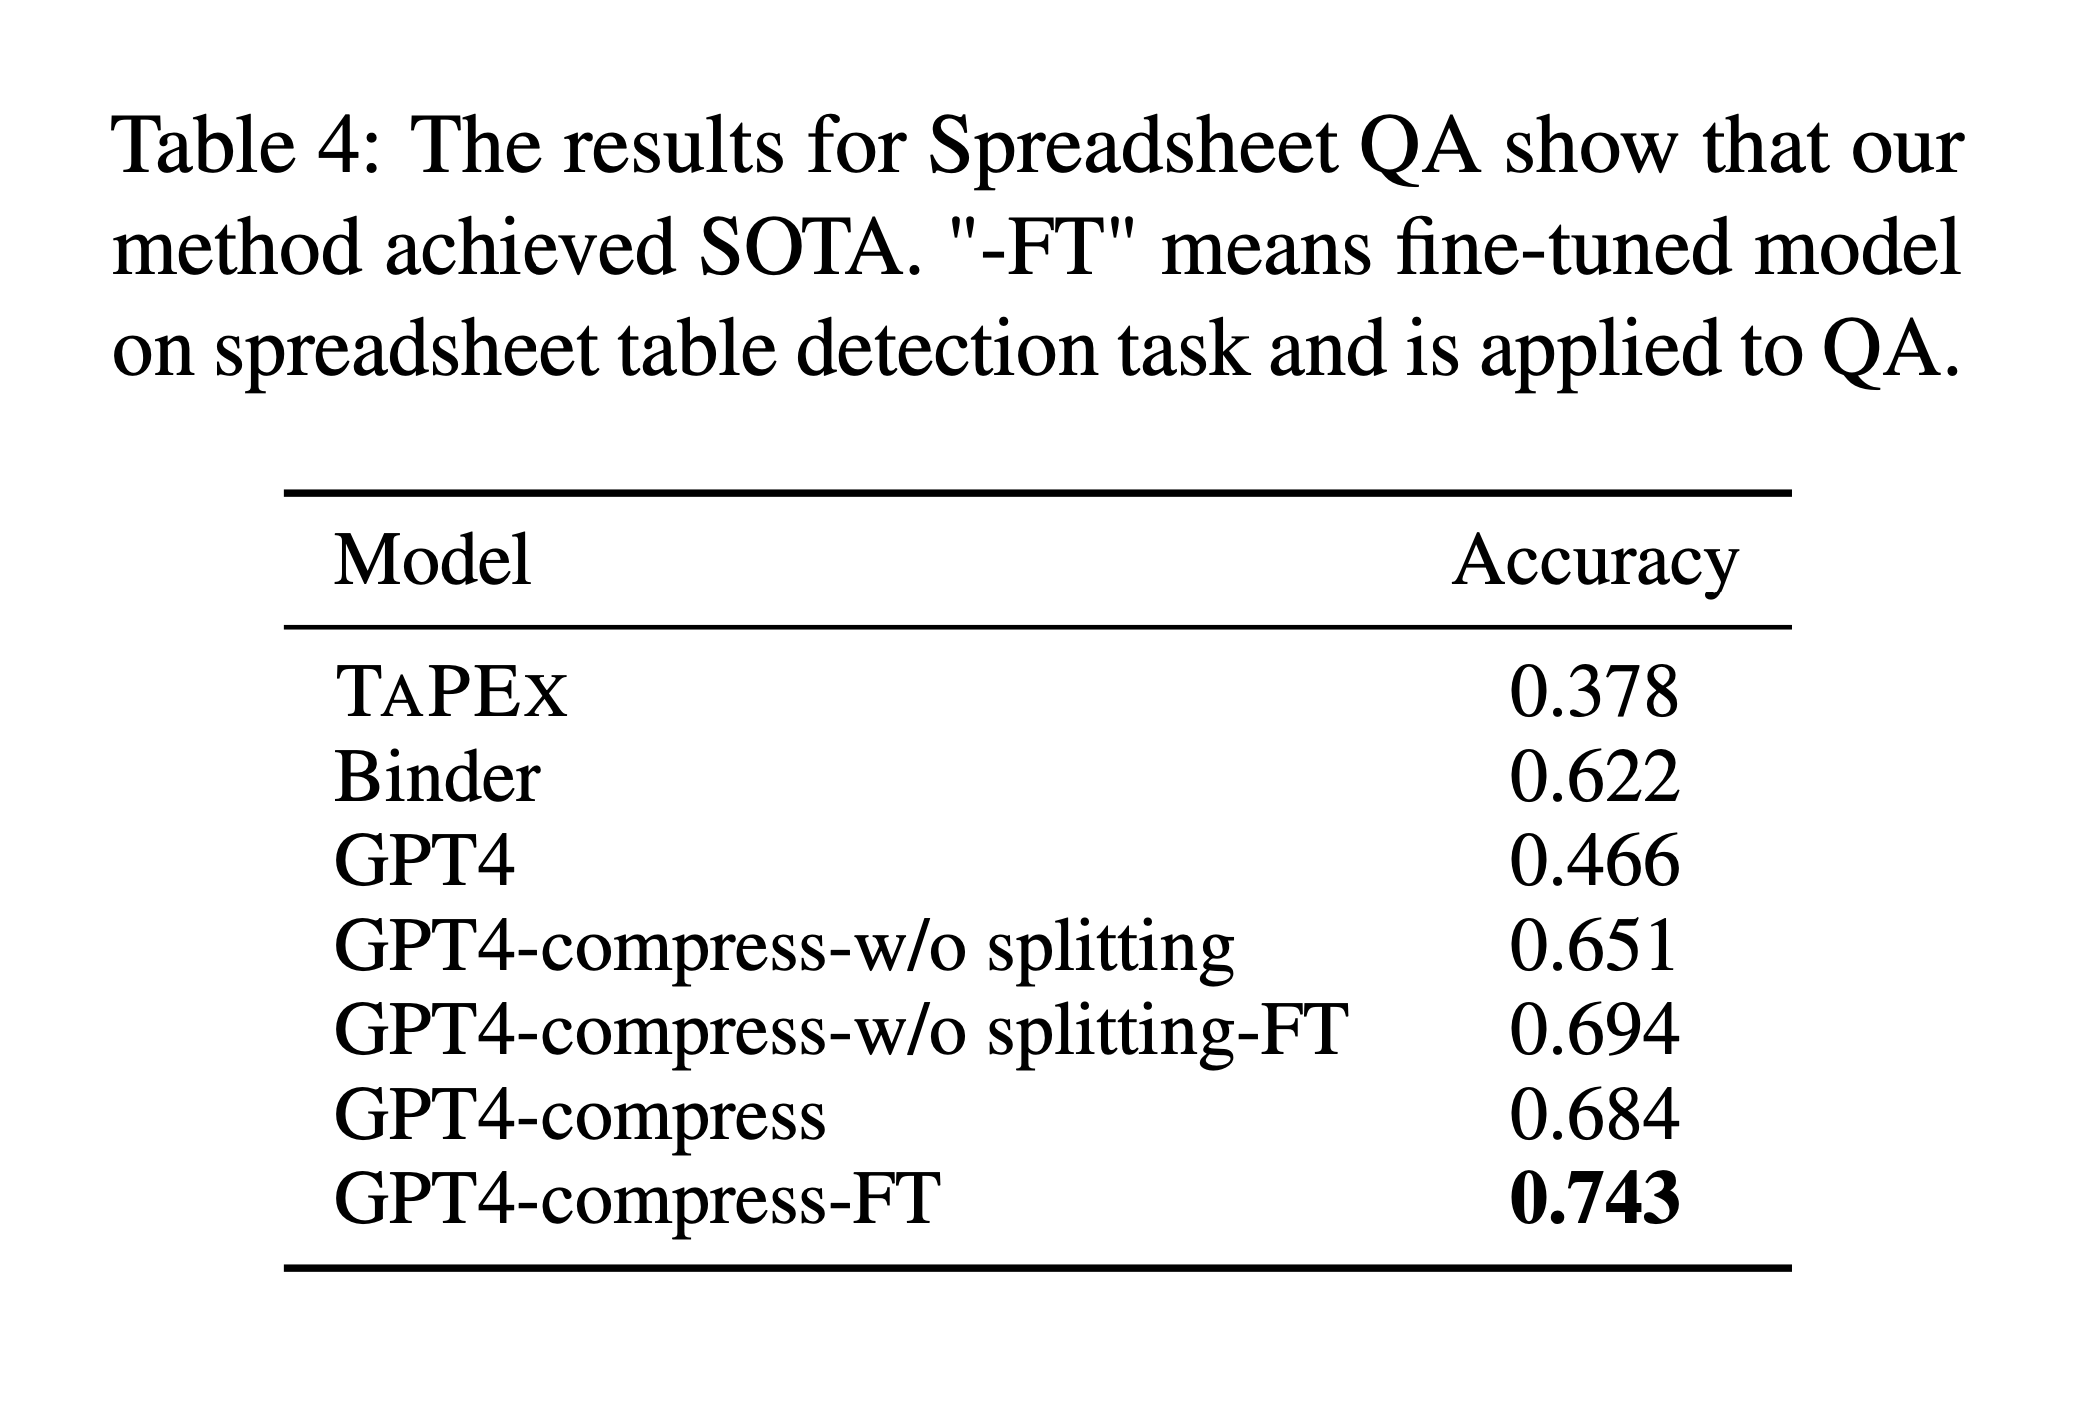 Table 4: The results for Spreadsheet QA show that our
method achieved SOTA. "-FT" means fine-tuned model
on spreadsheet table detection task and is applied to QA.
Model Accuracy
TAPEX 0.378
Binder 0.622
GPT4 0.466
GPT4-compress-w/o splitting 0.651
GPT4-compress-w/o splitting-FT 0.694
GPT4-compress 0.684
GPT4-compress-FT 0.743